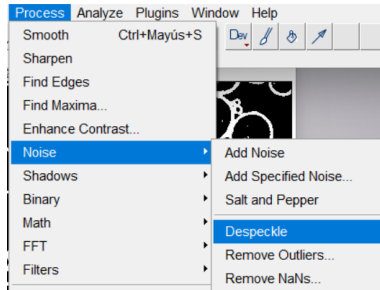 Process Analyze Plugins Window Help
Smooth Ctrl+Mayús+S
Dev
Sharpen
Find Edges
Find Maxima...
Enhance Contrast...
Noise
Shadows
Binary
Math
FFT
Filters
Add Noise
Add Specified Noise...
Salt and Pepper
Despeckle
Remove Outliers...
Remove NaNs...